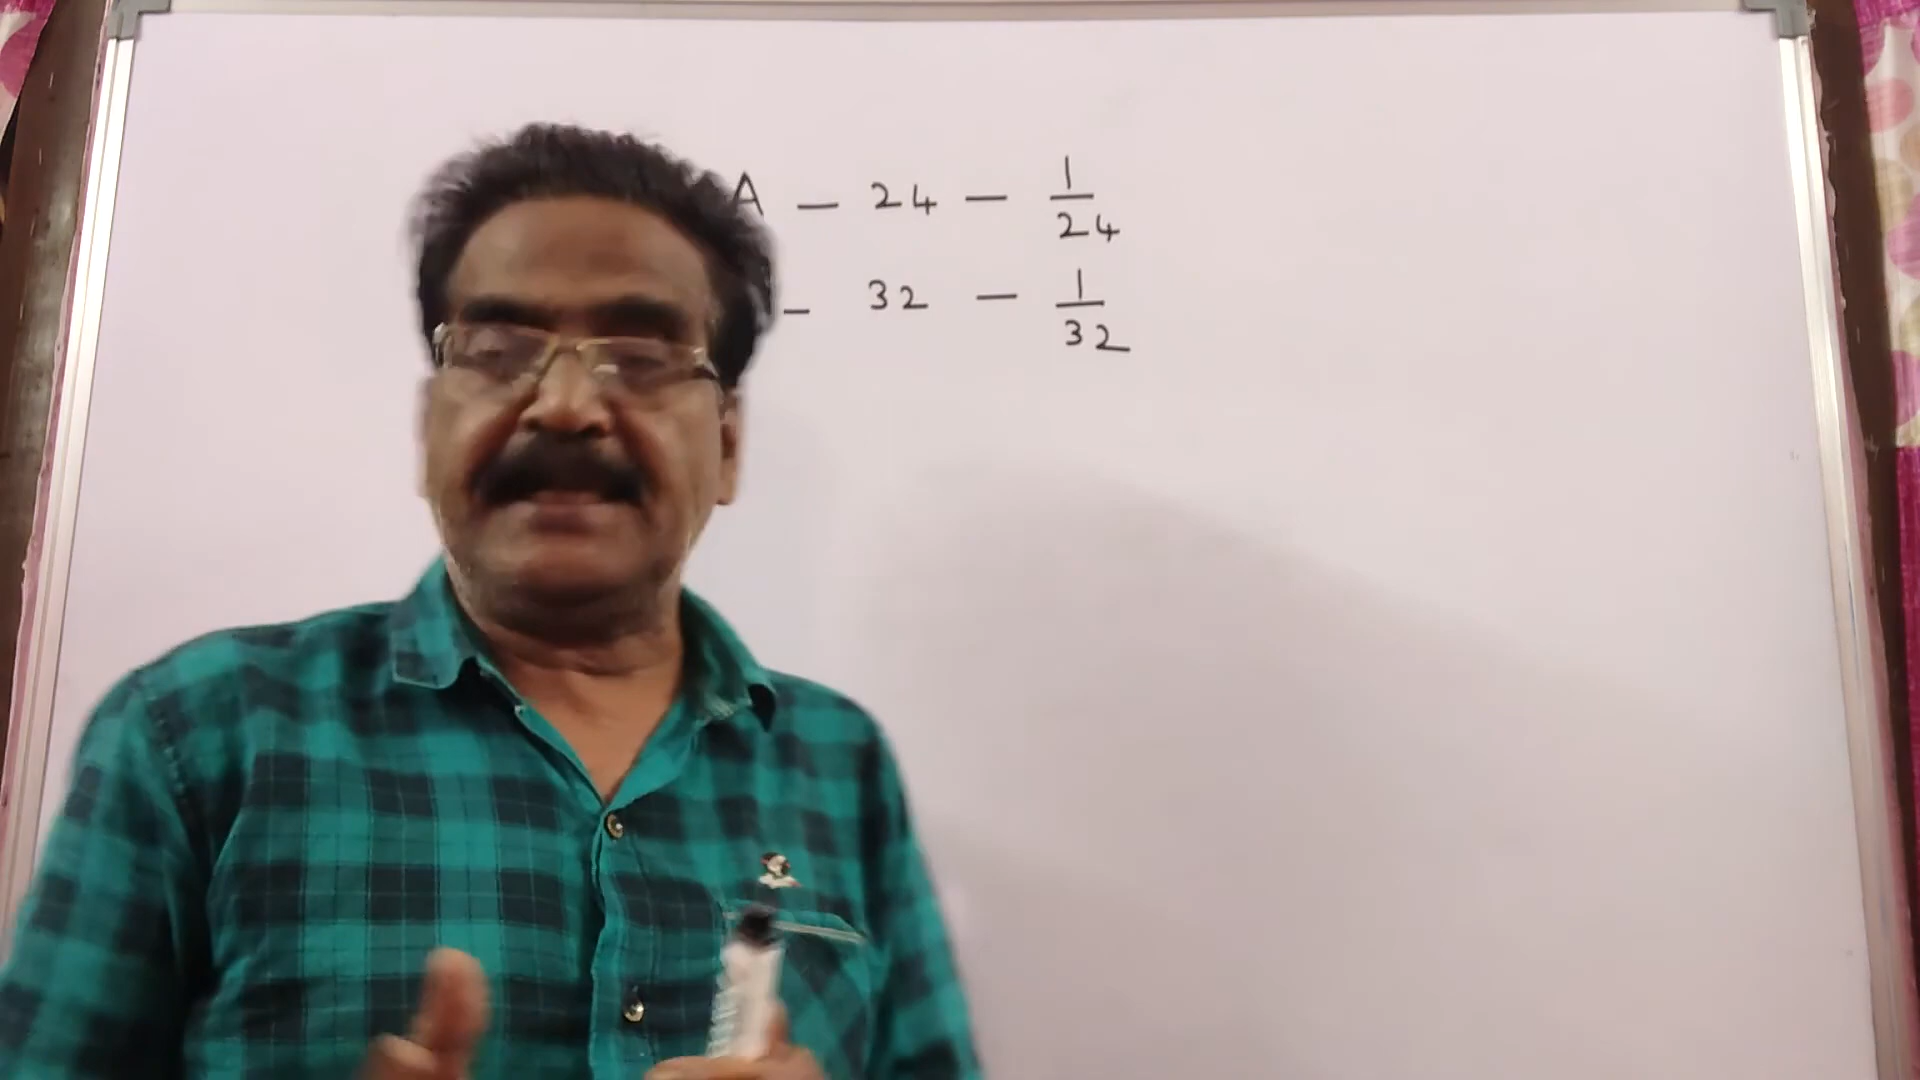 A — 24 — 1/24
— 32 — 1/32